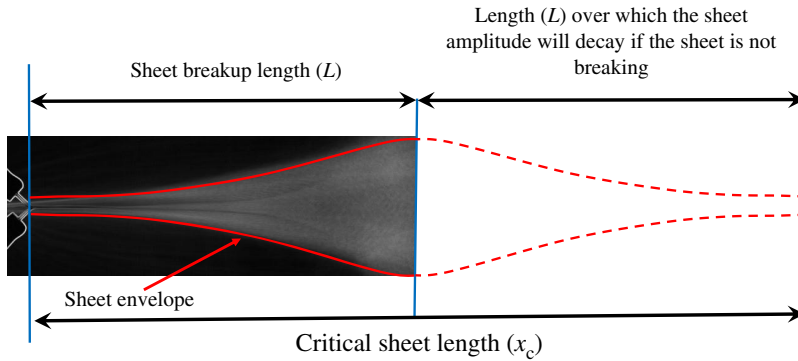 Length (L) over which the sheet
amplitude will decay if the sheet is not
breaking
Sheet breakup length (L)
Sheet envelope
Critical sheet length (x_c)